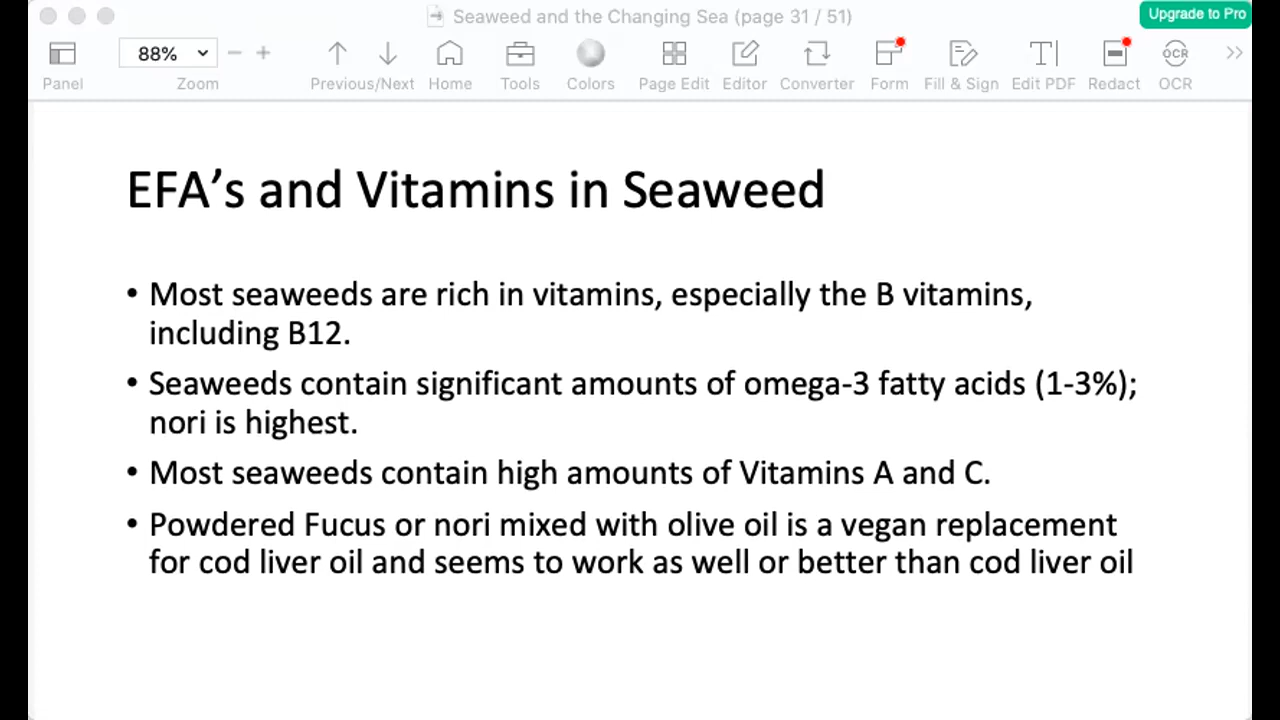 Seaweed and the Changing Sea (page 31 / 51)
Upgrade to Pro
88%
Panel
Zoom
Previous/Next
Home
Tools
Colors
Page Edit
Editor
Converter
Form
Fill & Sign
Edit PDF
Redact
OCR
OCR
EFA’s and Vitamins in Seaweed
• Most seaweeds are rich in vitamins, especially the B vitamins,
including B12.
• Seaweeds contain significant amounts of omega-3 fatty acids (1-3%);
nori is highest.
• Most seaweeds contain high amounts of Vitamins A and C.
• Powdered Fucus or nori mixed with olive oil is a vegan replacement
for cod liver oil and seems to work as well or better than cod liver oil